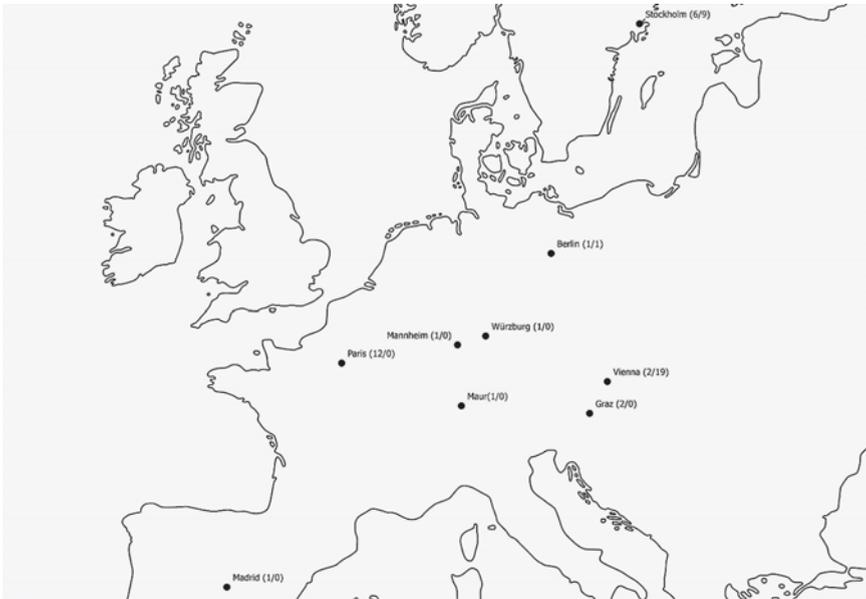 Stockholm (6/9)
Berlin (1/1)
Würzburg (1/0)
Mannheim (1/0)
Paris (12/0)
Vienna (2/19)
Maur(1/0)
Graz (2/0)
Madrid (1/0)